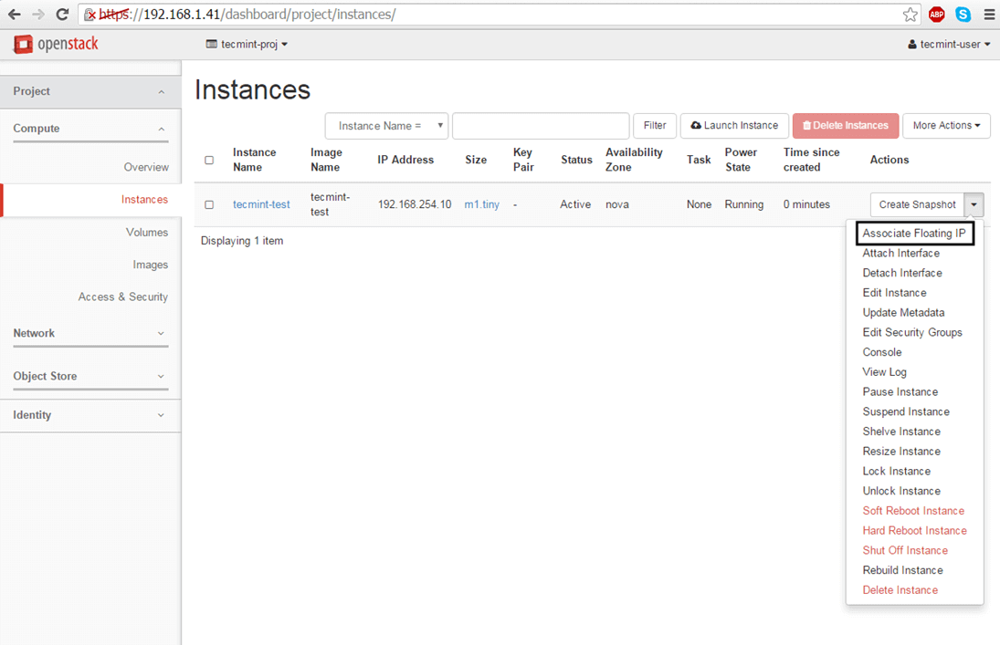 https://192.168.1.41/dashboard/project/instances/
ABP
S
openstack
tecmint-proj
tecmint-user
Project
Compute
Overview
Instances
Volumes
Images
Access & Security
Network
Object Store
Identity
Instances
Instance Name =
Filter
Launch Instance
Delete Instances
More Actions
Instance Name
Image Name
IP Address
Size
Key Pair
Status
Availability Zone
Task
Power State
Time since created
Actions
tecmint-test
tecmint-
test
192.168.254.10
m1.tiny
-
Active
nova
None
Running
0 minutes
Create Snapshot
Displaying 1 item
Associate Floating IP
Attach Interface
Detach Interface
Edit Instance
Update Metadata
Edit Security Groups
Console
View Log
Pause Instance
Suspend Instance
Shelve Instance
Resize Instance
Lock Instance
Unlock Instance
Soft Reboot Instance
Hard Reboot Instance
Shut Off Instance
Rebuild Instance
Delete Instance